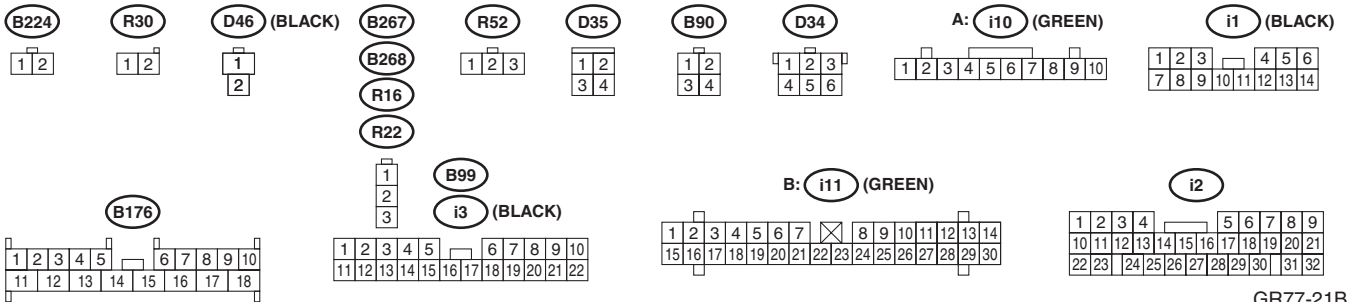 B224 R30 D46 (BLACK) B267 R52 D35 B90 D34 A: i10 (GREEN) i1 (BLACK)
B268
R16
R22
1 2
1 2
1
2
1 2 3
1 2
3 4
1 2
3 4
1 2 3
4 5 6
1 2 3 4 5 6 7 8 9 10
1 2 3 4 5 6
7 8 9 10 11 12 13 14
1
2
3
B99
i3 (BLACK)
B176
B: i11 (GREEN)
i2
1 2 3 4 5 6 7 8 9 10
11 12 13 14 15 16 17 18
1 2 3 4 5 6 7 8 9 10
11 12 13 14 15 16 17 18 19 20 21 22
1 2 3 4 5 6 7 8 9 10 11 12 13 14
15 16 17 18 19 20 21 22 23 24 25 26 27 28 29 30
1 2 3 4 5 6 7 8 9
10 11 12 13 14 15 16 17 18 19 20 21
22 23 24 25 26 27 28 29 30 31 32
GR77-21B